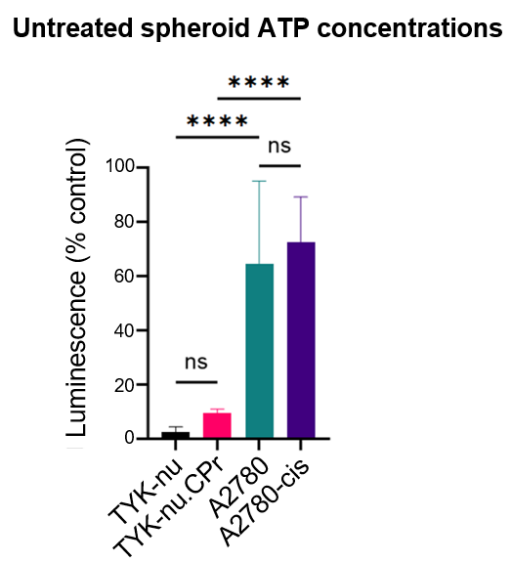 Untreated spheroid ATP concentrations
****
****
ns
ns
Luminescence (% control)
100
80
60
40
20
0
TYK-nu
TYK-nu.CPr
A2780
A2780-cis